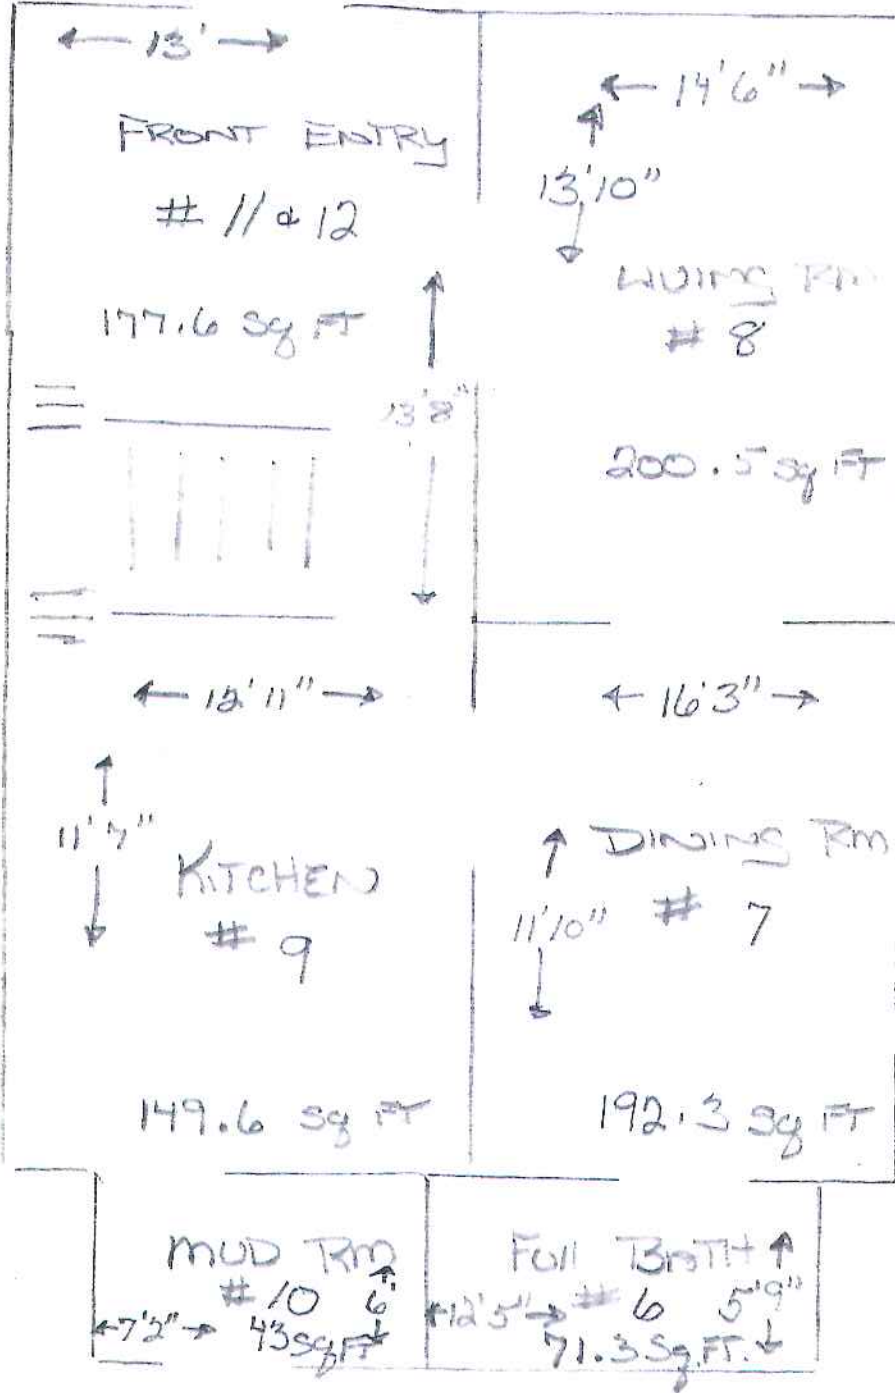 13'
FRONT ENTRY
# 11 & 12
177.6 Sq FT
13'8"
14'6"
13'10"
LIVING RM
# 8
200.5 Sq FT
12'11"
11'7"
KITCHEN
# 9
149.6 Sq FT
16'3"
DINING RM
11'10" # 7
192.3 Sq FT
MUD RM
# 10 6'
7'2" 43 Sq FT
Full BATH
12'5" # 6 5'9"
71.3 Sq. FT.